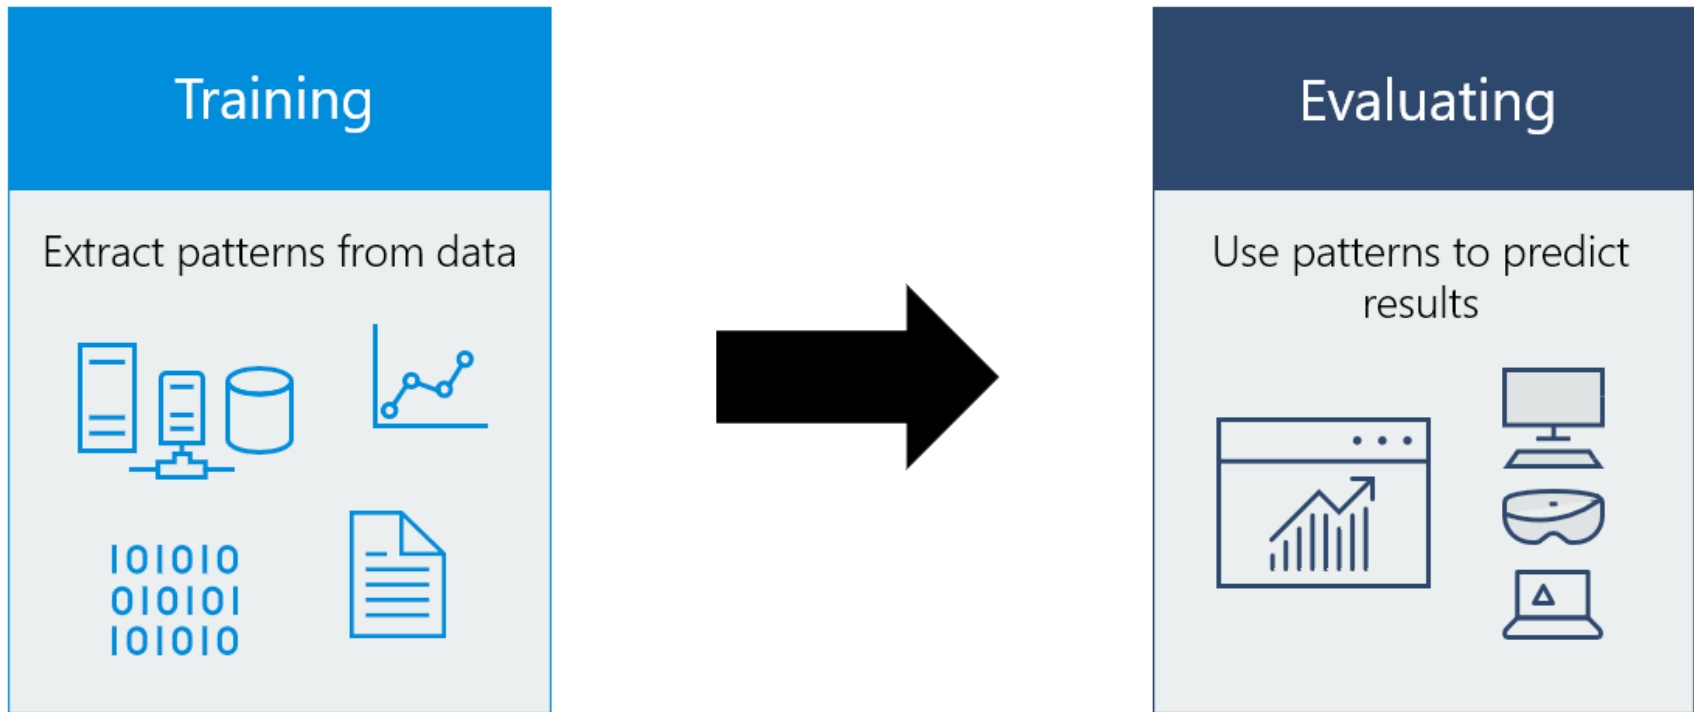 Training
Extract patterns from data
101010
010101
101010
Evaluating
Use patterns to predict
results